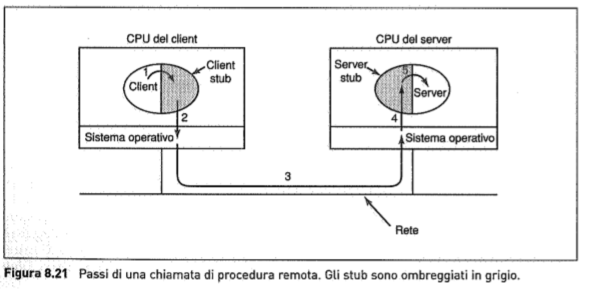 CPU del client
CPU del server
1
Client
Client
stub
Server
stub
5
Server
2
4
Sistema operativo
Sistema operativo
3
Rete
Figura 8.21 Passi di una chiamata di procedura remota. Gli stub sono ombreggiati in grigio.